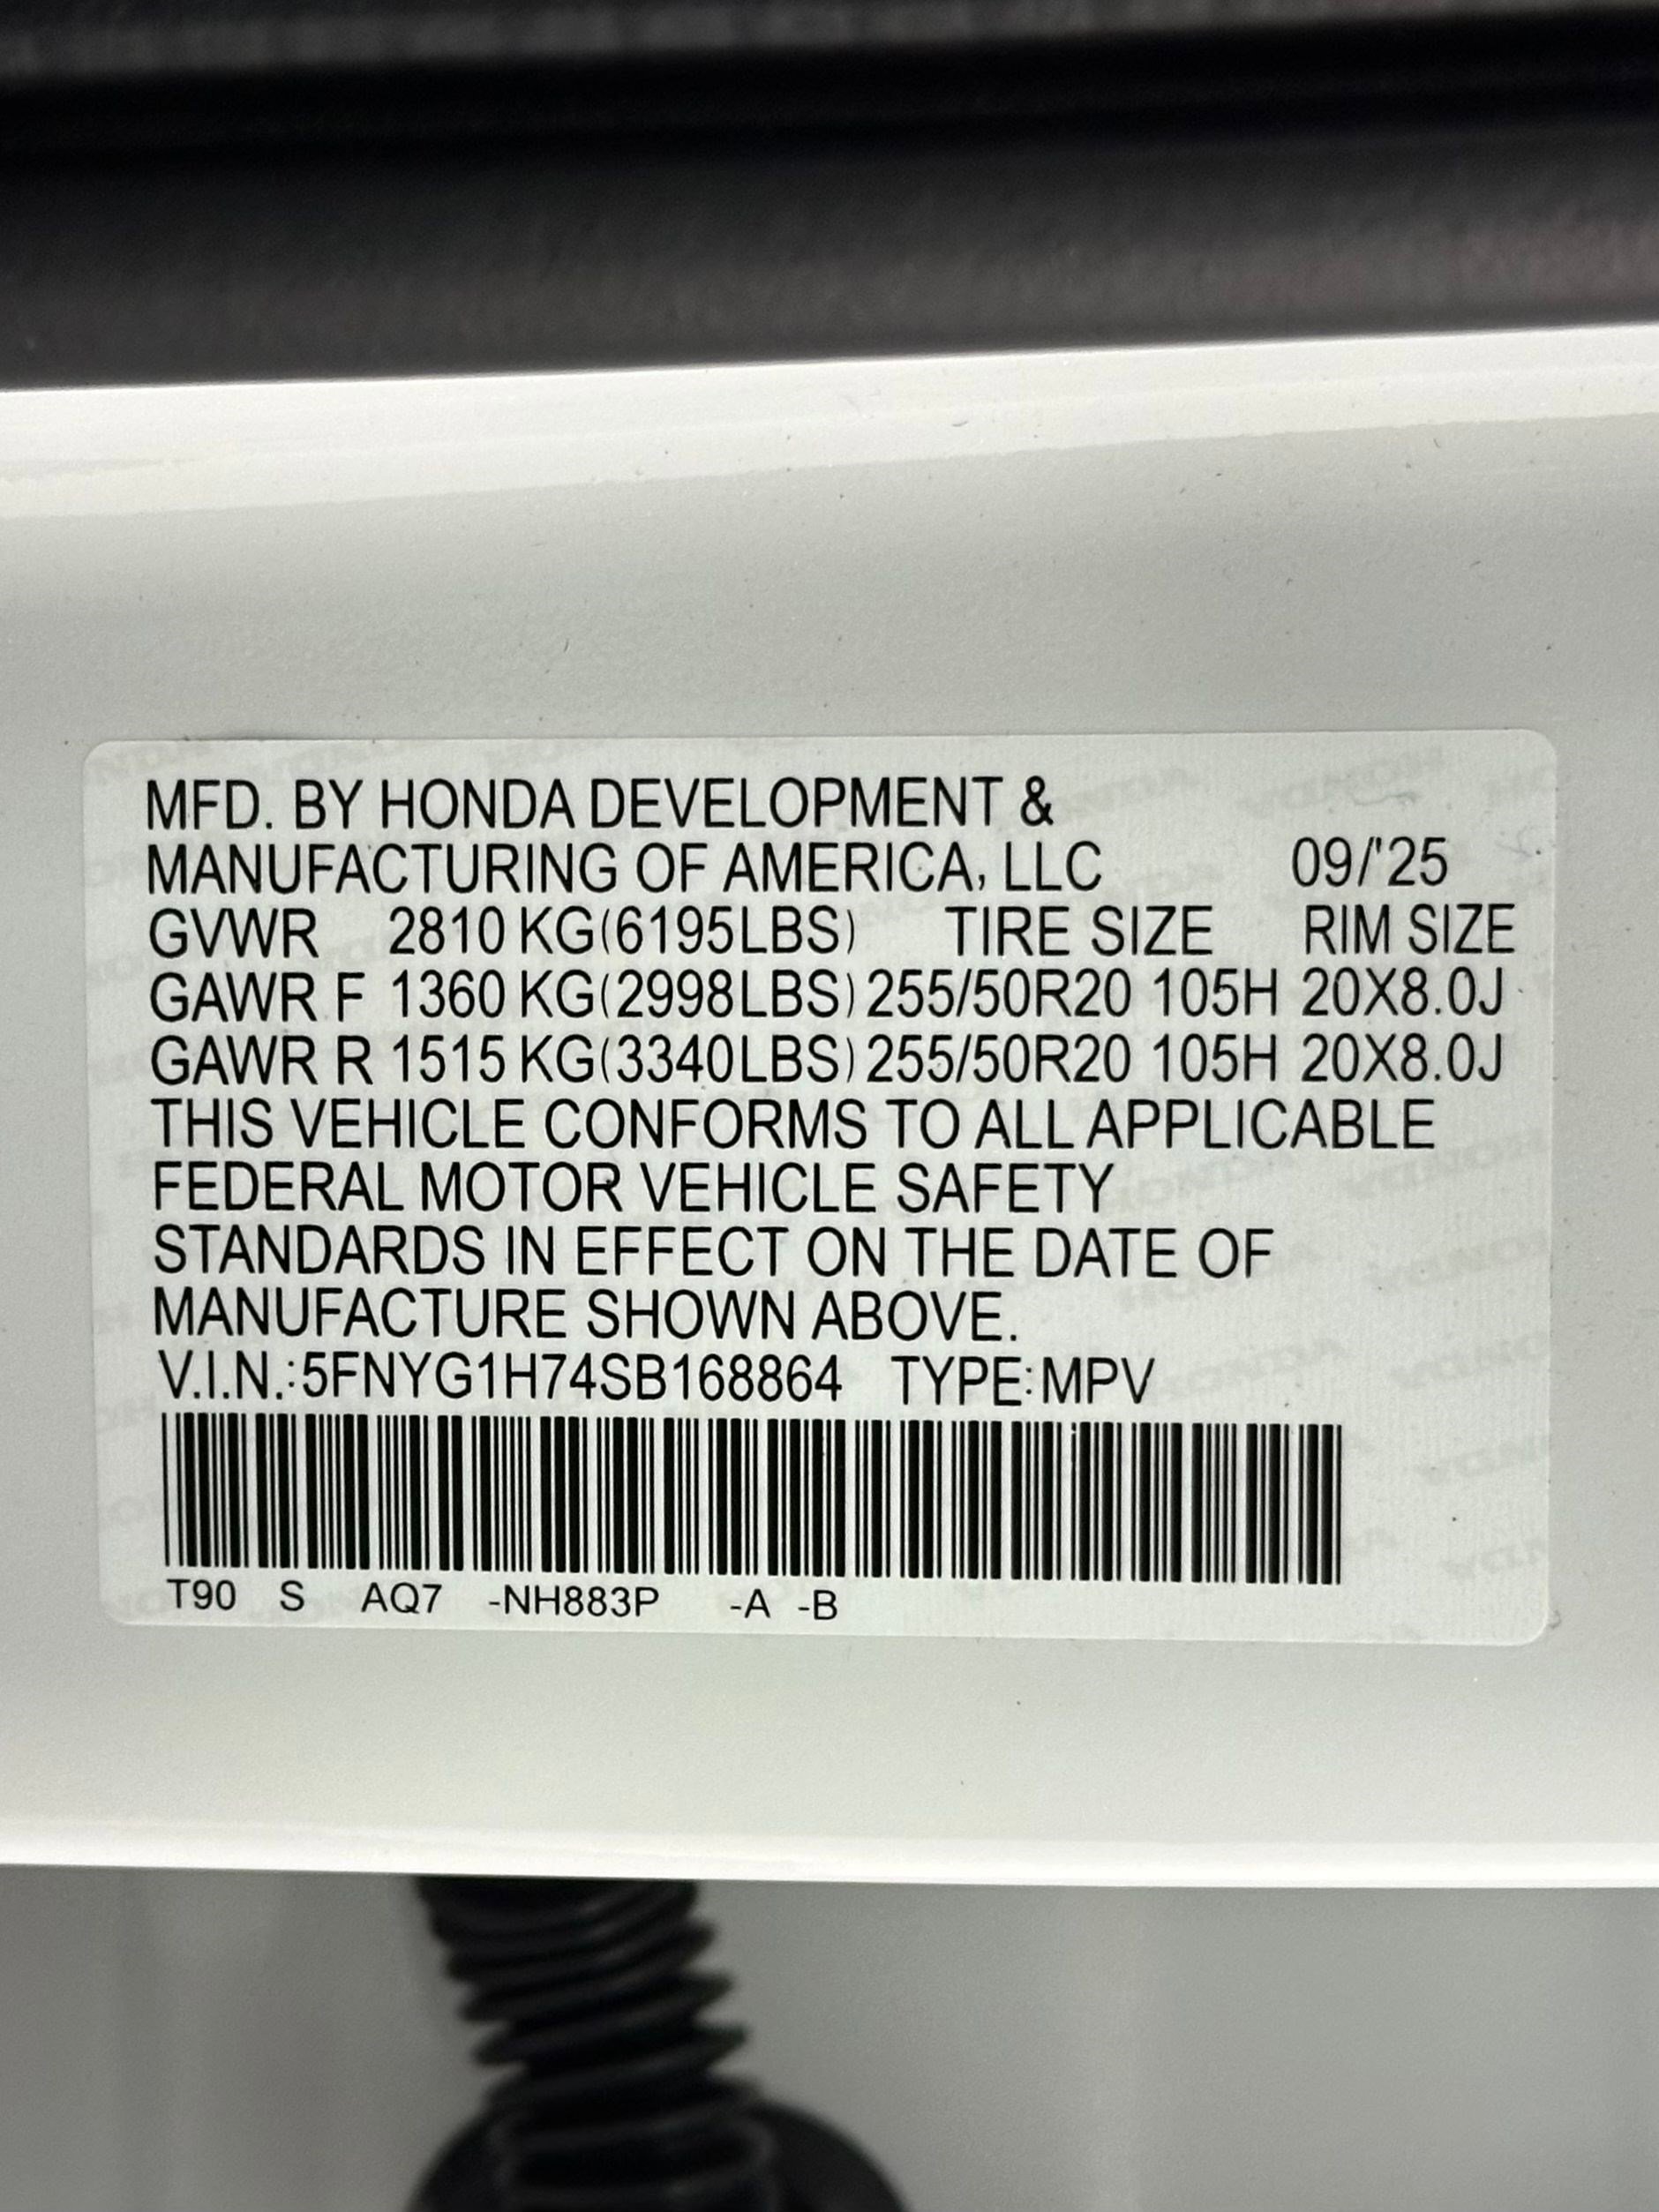 MFD. BY HONDA DEVELOPMENT &
MANUFACTURING OF AMERICA, LLC 09/'25
GVWR 2810 KG(6195LBS) TIRE SIZE RIM SIZE
GAWR F 1360 KG(2998LBS) 255/50R20 105H 20X8.0J
GAWR R 1515 KG(3340LBS) 255/50R20 105H 20X8.0J
THIS VEHICLE CONFORMS TO ALL APPLICABLE
FEDERAL MOTOR VEHICLE SAFETY
STANDARDS IN EFFECT ON THE DATE OF
MANUFACTURE SHOWN ABOVE.
V.I.N.:5FNYG1H74SB168864 TYPE:MPV
T90 S AQ7 -NH883P -A -B